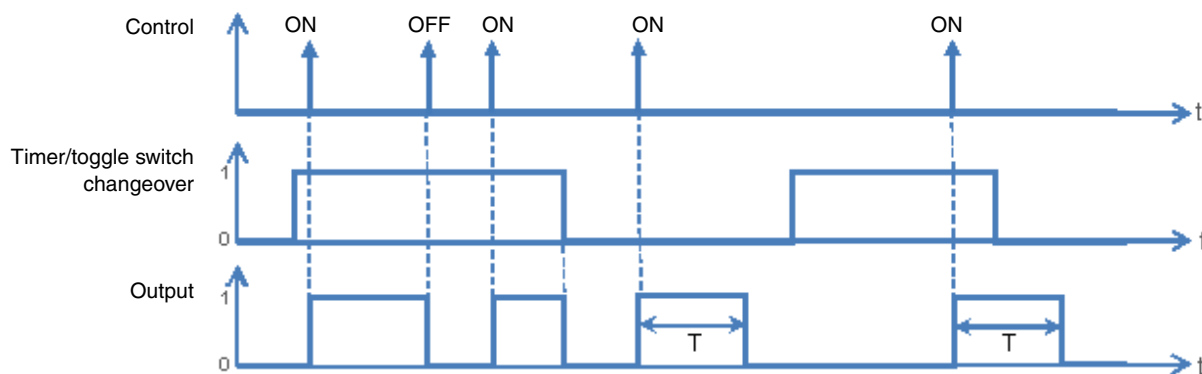 Control ON OFF ON ON ON
t
Timer/toggle switch
changeover
1
0
t
Output
1
T T
0
t